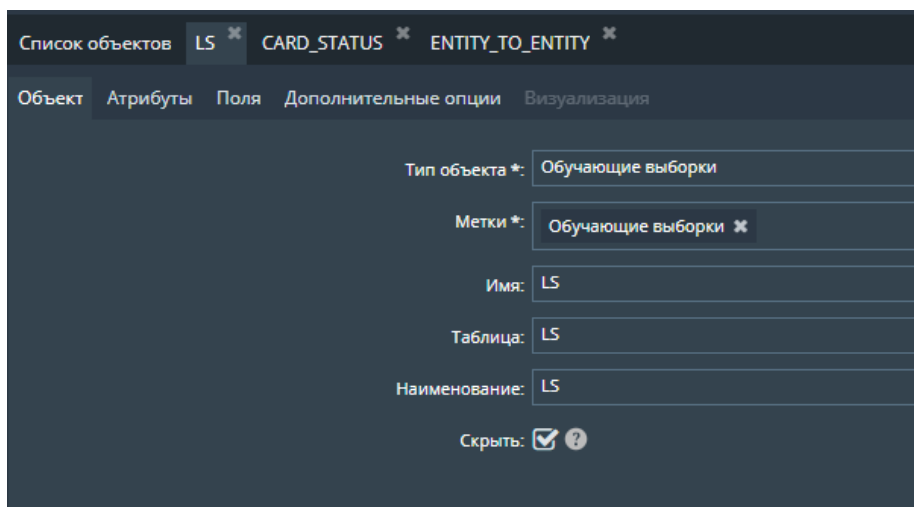 Список объектов LS ✖ CARD_STATUS ✖ ENTITY_TO_ENTITY ✖
Объект Атрибуты Поля Дополнительные опции Визуализация
Тип объекта *: Обучающие выборки
Метки *: Обучающие выборки ✖
Имя: LS
Таблица: LS
Наименование: LS
Скрыть: ?